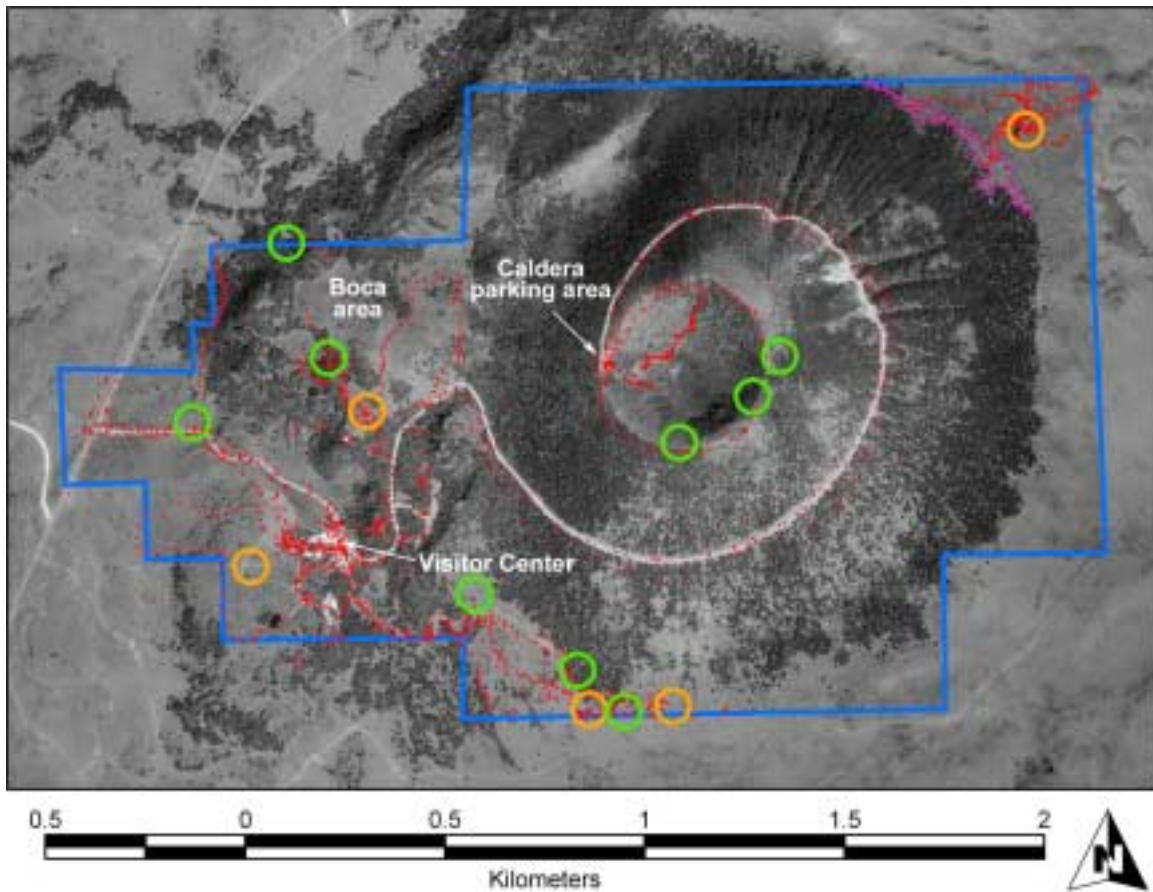 Boca
area
Caldera
parking area
Visitor Center
0.5 0 0.5 1 1.5 2
Kilometers
N